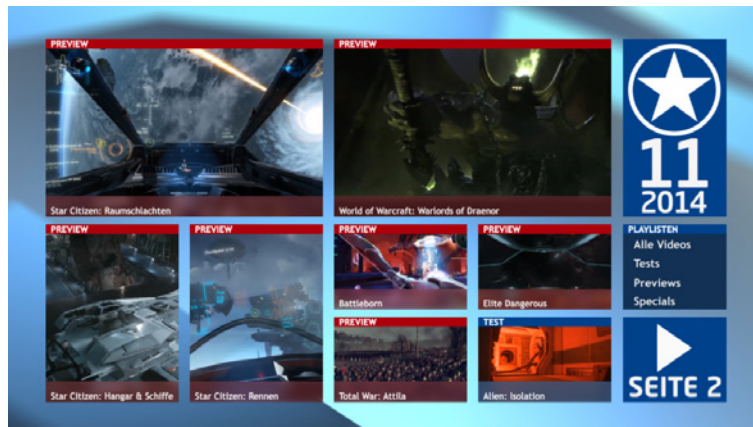 PREVIEW
Star Citizen: Raumschlachten
PREVIEW
World of Warcraft: Warlords of Draenor
11
2014
PREVIEW
Star Citizen: Hangar & Schiffe
PREVIEW
Star Citizen: Rennen
PREVIEW
Battleborn
PREVIEW
Elite Dangerous
PLAYLISTEN
Alle Videos
Tests
Previews
Specials
PREVIEW
Total War: Attila
TEST
Alien: Isolation
SEITE 2